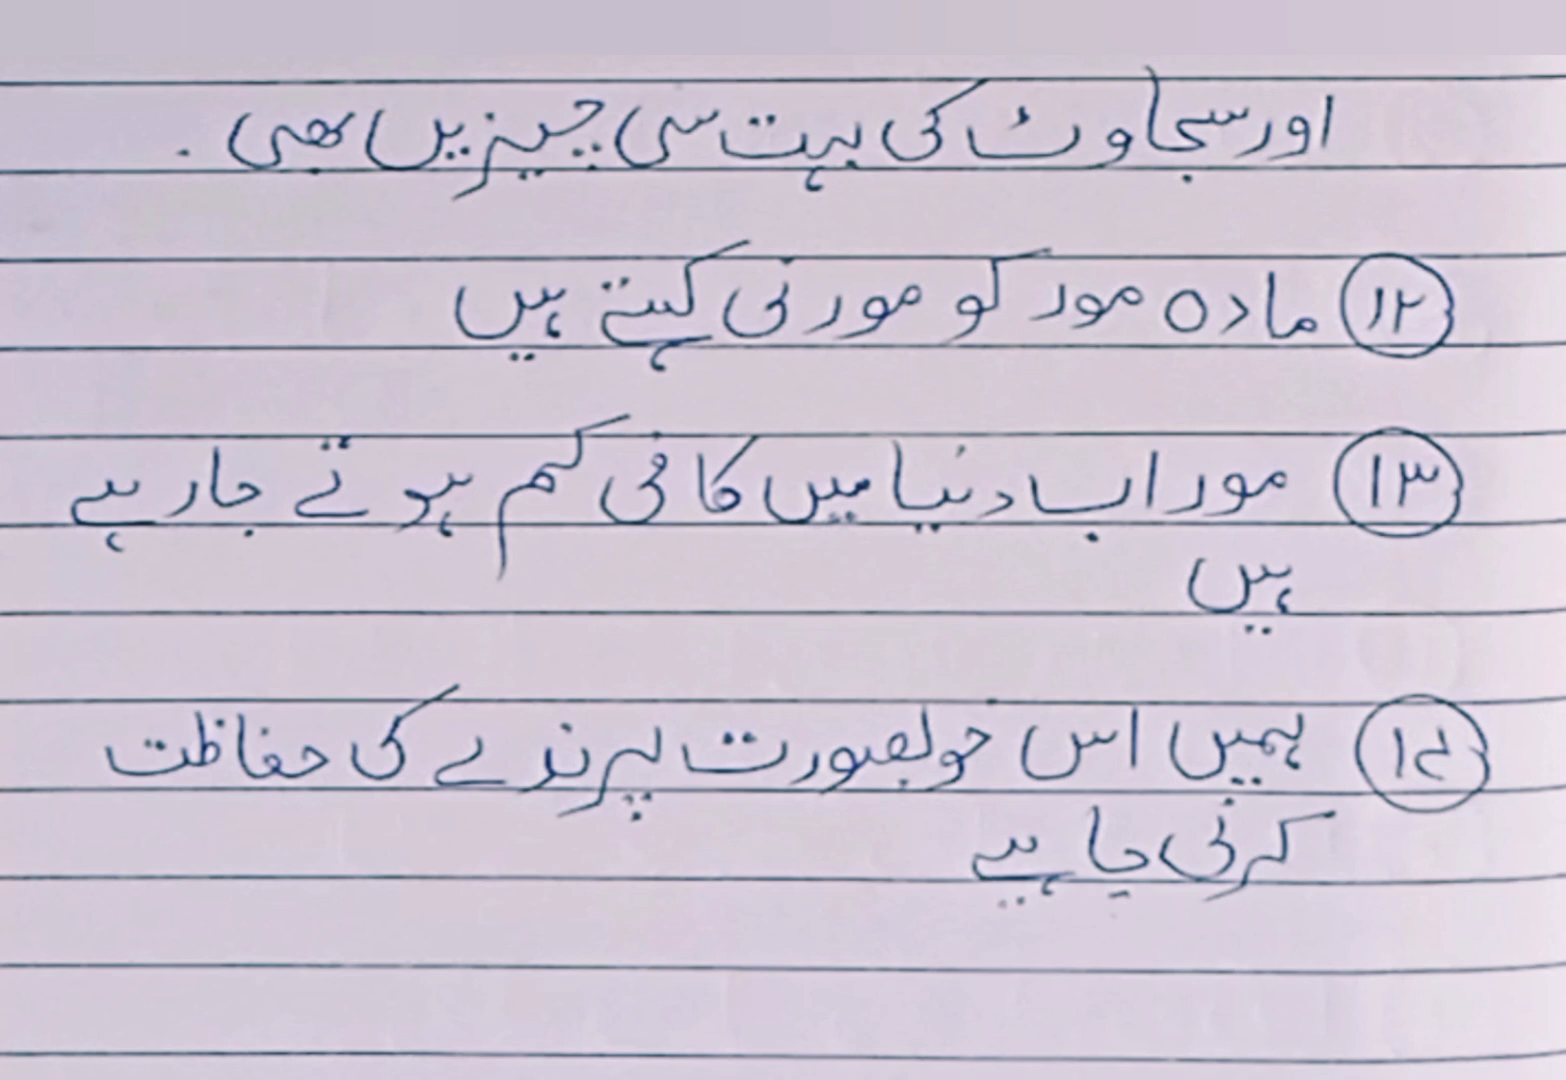 اور سجاوٹ کی بہت سی چیزیں بھی ۔
۱۲ مادہ مور کو مورنی کہتے ہیں
۱۳ مور اب دنیا میں کافی کم ہوتے جا رہے
ہیں
۱۴ ہمیں اس خوبصورت پرندے کی حفاظت
کرنی چاہیے